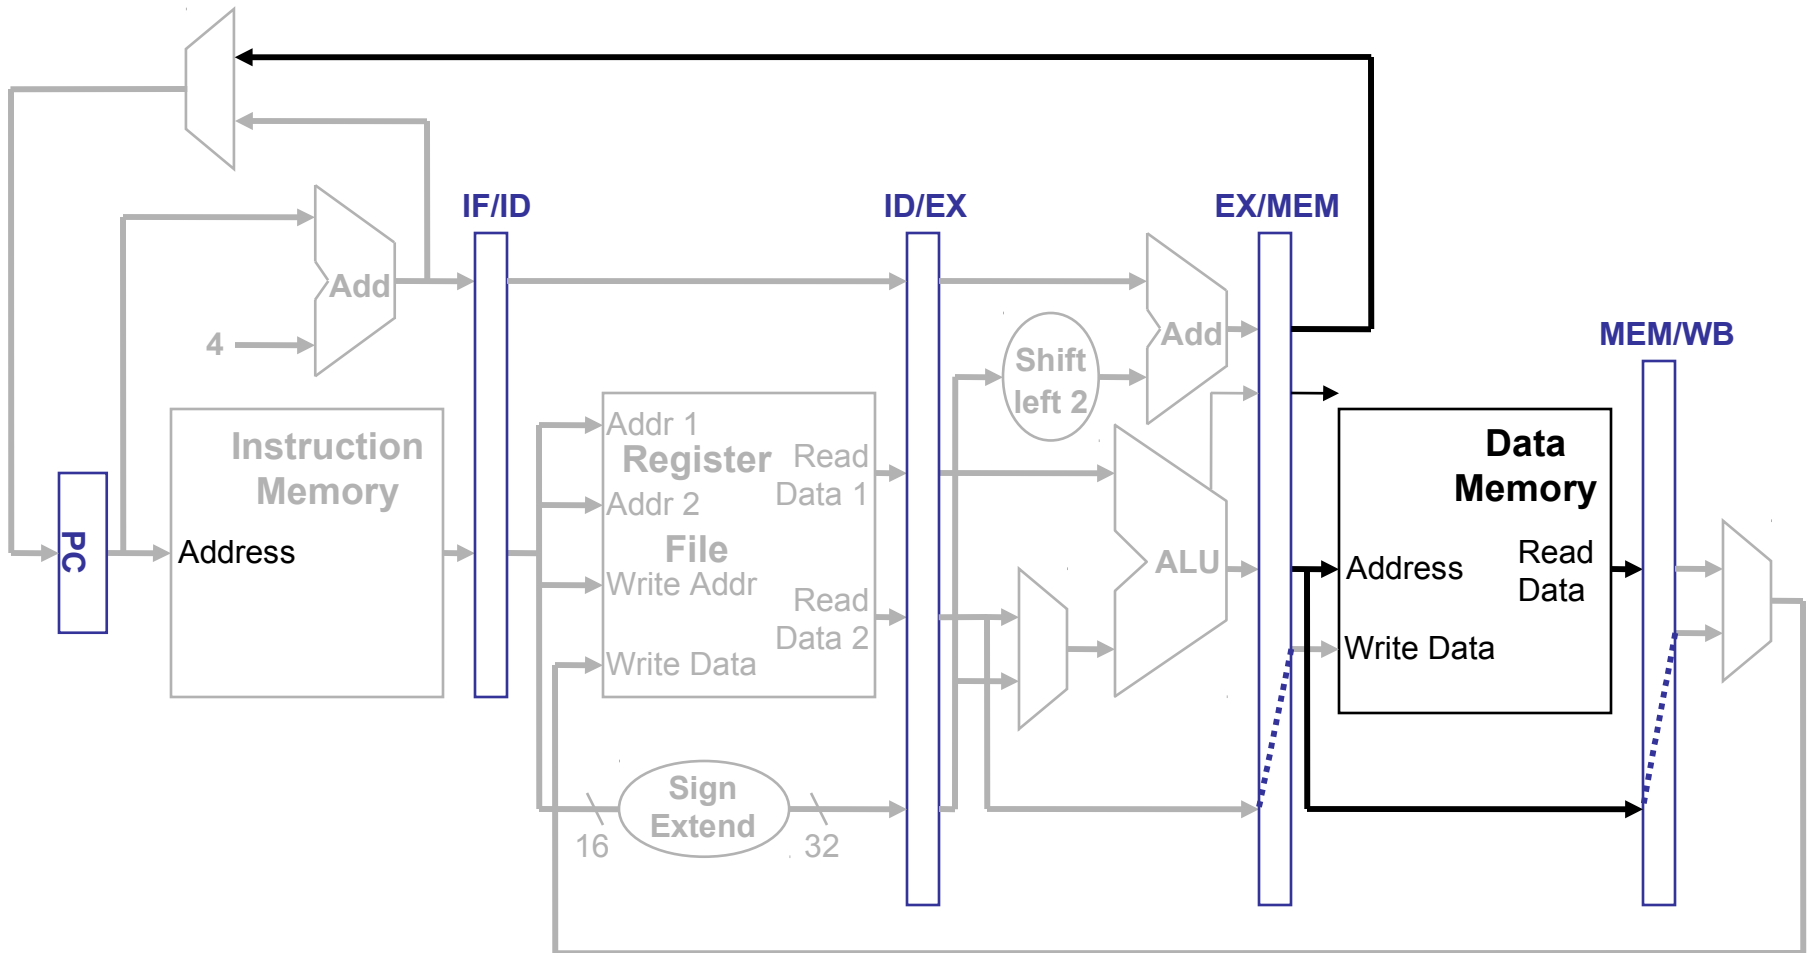 IF/ID
ID/EX
EX/MEM
MEM/WB
Add
4
Add
Shift
left 2
Instruction
Memory
Address
PC
Addr 1
Register
Read
Data 1
Addr 2
File
Write Addr
Read
Data 2
Write Data
ALU
Data
Memory
Address
Read
Data
Write Data
Sign
Extend
16
32